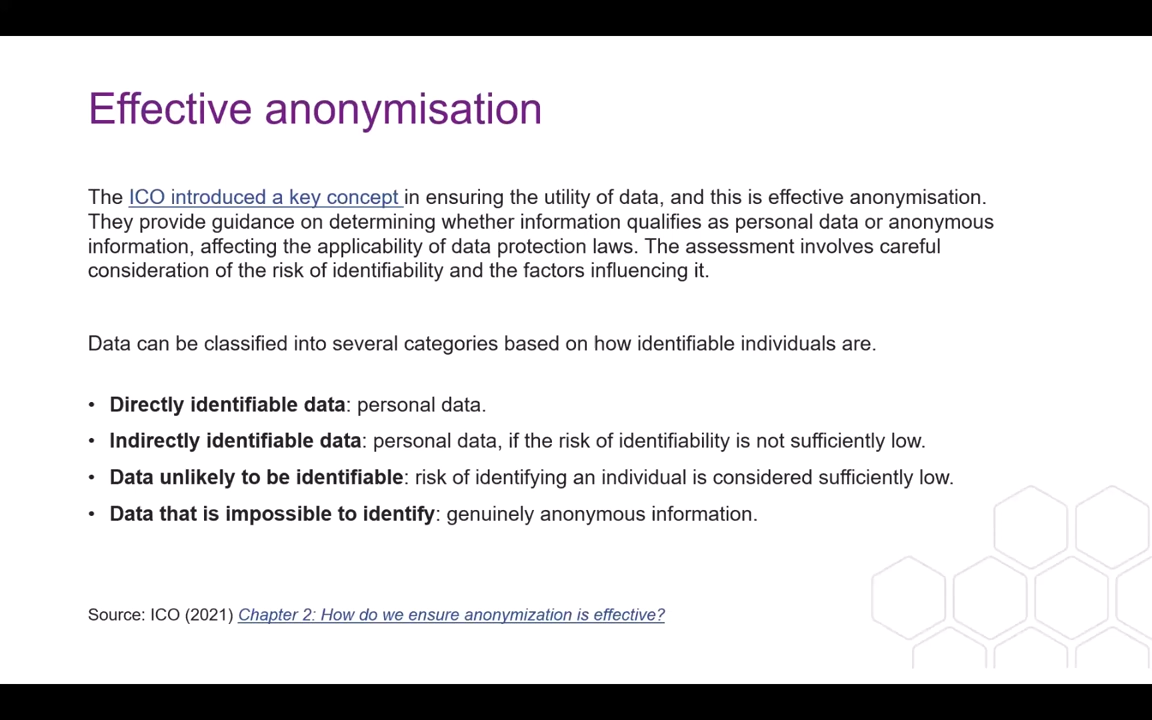 Effective anonymisation
The ICO introduced a key concept in ensuring the utility of data, and this is effective anonymisation.
They provide guidance on determining whether information qualifies as personal data or anonymous
information, affecting the applicability of data protection laws. The assessment involves careful
consideration of the risk of identifiability and the factors influencing it.
Data can be classified into several categories based on how identifiable individuals are.
• Directly identifiable data: personal data.
• Indirectly identifiable data: personal data, if the risk of identifiability is not sufficiently low.
• Data unlikely to be identifiable: risk of identifying an individual is considered sufficiently low.
• Data that is impossible to identify: genuinely anonymous information.
Source: ICO (2021) Chapter 2: How do we ensure anonymization is effective?